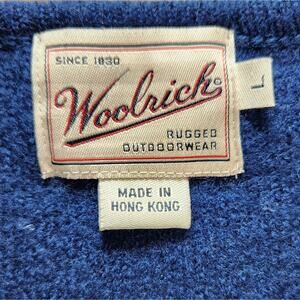 SINCE 1830
Woolrich®
RUGGED
OUTDOORWEAR
L
MADE IN
HONG KONG